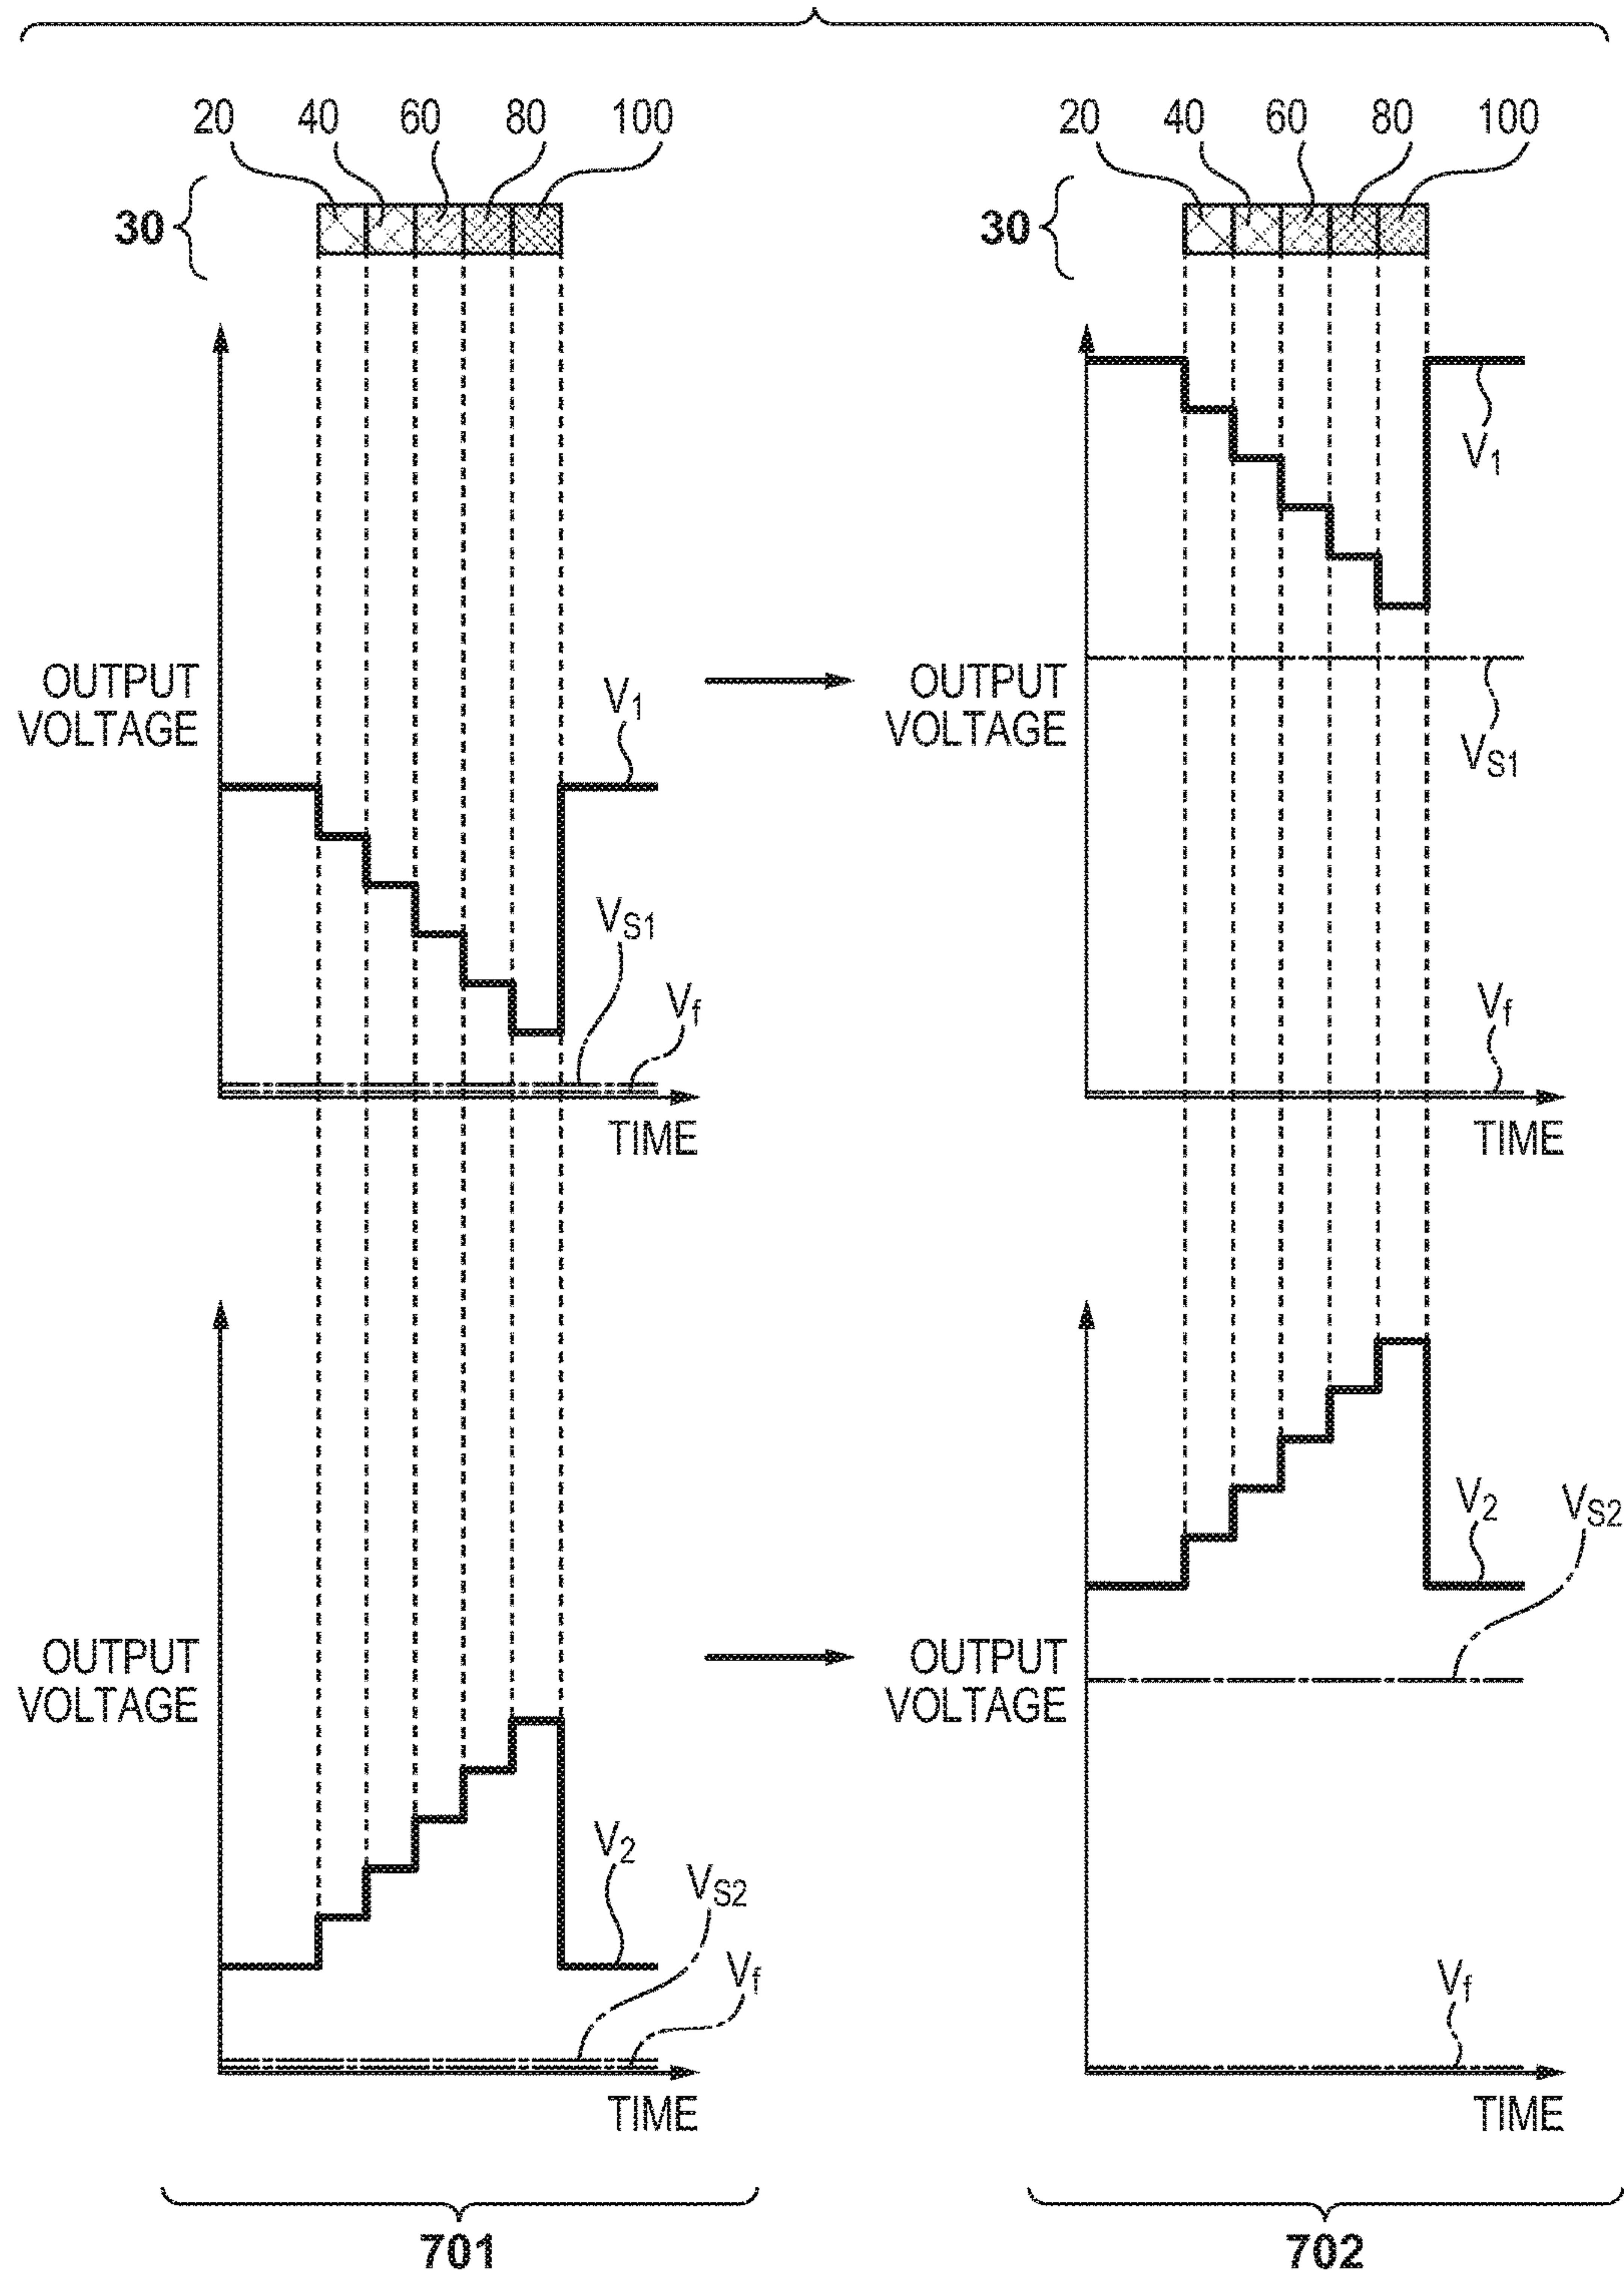 20 40 60 80 100
30
OUTPUT
VOLTAGE
V1
VS1
Vf
TIME
20 40 60 80 100
30
OUTPUT
VOLTAGE
V1
VS1
Vf
TIME
OUTPUT
VOLTAGE
V2
VS2
Vf
TIME
701
OUTPUT
VOLTAGE
V2
VS2
Vf
TIME
702